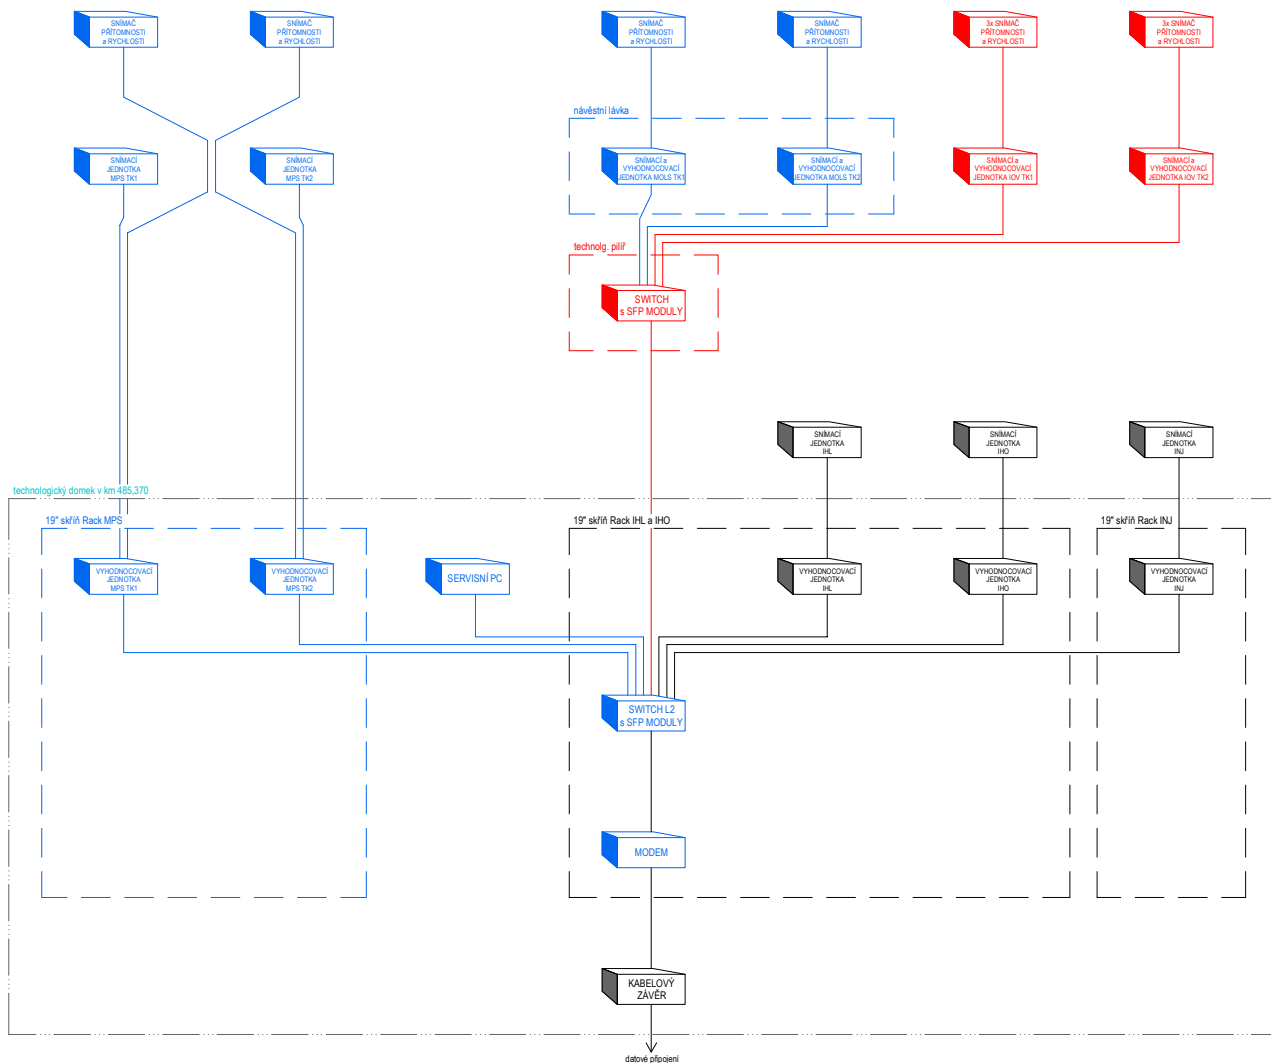 SNÍMAČ
PŘÍTOMNOSTI
a RYCHLOSTI
SNÍMAČ
PŘÍTOMNOSTI
a RYCHLOSTI
SNÍMAČ
PŘÍTOMNOSTI
a RYCHLOSTI
SNÍMAČ
PŘÍTOMNOSTI
a RYCHLOSTI
3x SNÍMAČ
PŘÍTOMNOSTI
a RYCHLOSTI
3x SNÍMAČ
PŘÍTOMNOSTI
a RYCHLOSTI
návěstní lávka
SNÍMACÍ
JEDNOTKA
MPS TK1
SNÍMACÍ
JEDNOTKA
MPS TK2
SNÍMACÍ a
VYHODNOCOVACÍ
JEDNOTKA MOLS TK1
SNÍMACÍ a
VYHODNOCOVACÍ
JEDNOTKA MOLS TK2
SNÍMACÍ a
VYHODNOCOVACÍ
JEDNOTKA IOV TK1
SNÍMACÍ a
VYHODNOCOVACÍ
JEDNOTKA IOV TK2
technolg. pilíř
SWITCH
s SFP MODULY
SNÍMACÍ
JEDNOTKA
IHL
SNÍMACÍ
JEDNOTKA
IHO
SNÍMACÍ
JEDNOTKA
INJ
technologický domek v km 485,370
19" skříň Rack MPS
19" skříň Rack IHL a IHO
19" skříň Rack INJ
VYHODNOCOVACÍ
JEDNOTKA
MPS TK1
VYHODNOCOVACÍ
JEDNOTKA
MPS TK2
SERVISNÍ PC
VYHODNOCOVACÍ
JEDNOTKA
IHL
VYHODNOCOVACÍ
JEDNOTKA
IHO
VYHODNOCOVACÍ
JEDNOTKA
INJ
SWITCH L2
s SFP MODULY
MODEM
KABELOVÝ
ZÁVĚR
datové připojení